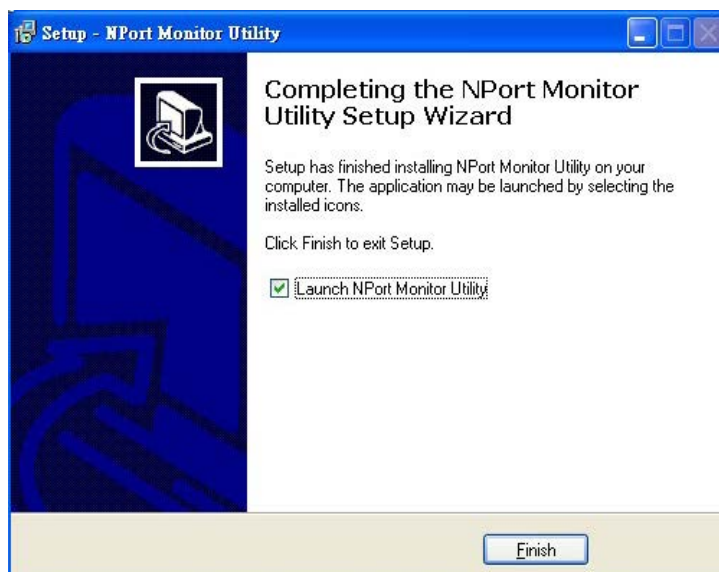 Setup - NPort Monitor Utility
Completing the NPort Monitor
Utility Setup Wizard
Setup has finished installing NPort Monitor Utility on your
computer. The application may be launched by selecting the
installed icons.
Click Finish to exit Setup.
Launch NPort Monitor Utility
Finish